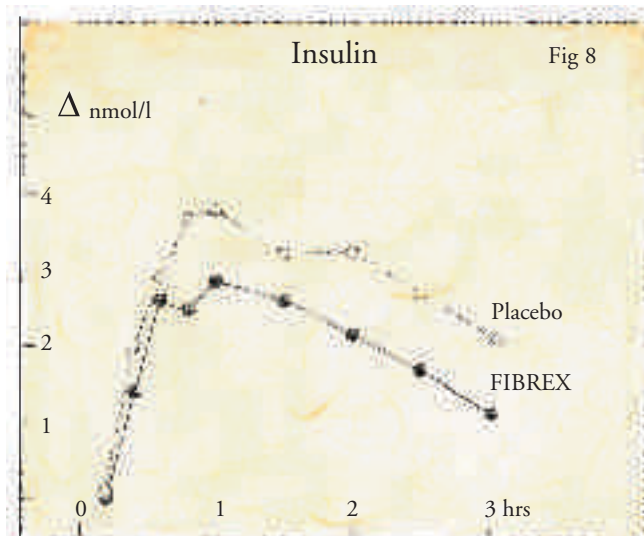 Insulin
Fig 8
Δ nmol/l
4
3
2
1
Placebo
FIBREX
0 1 2 3 hrs